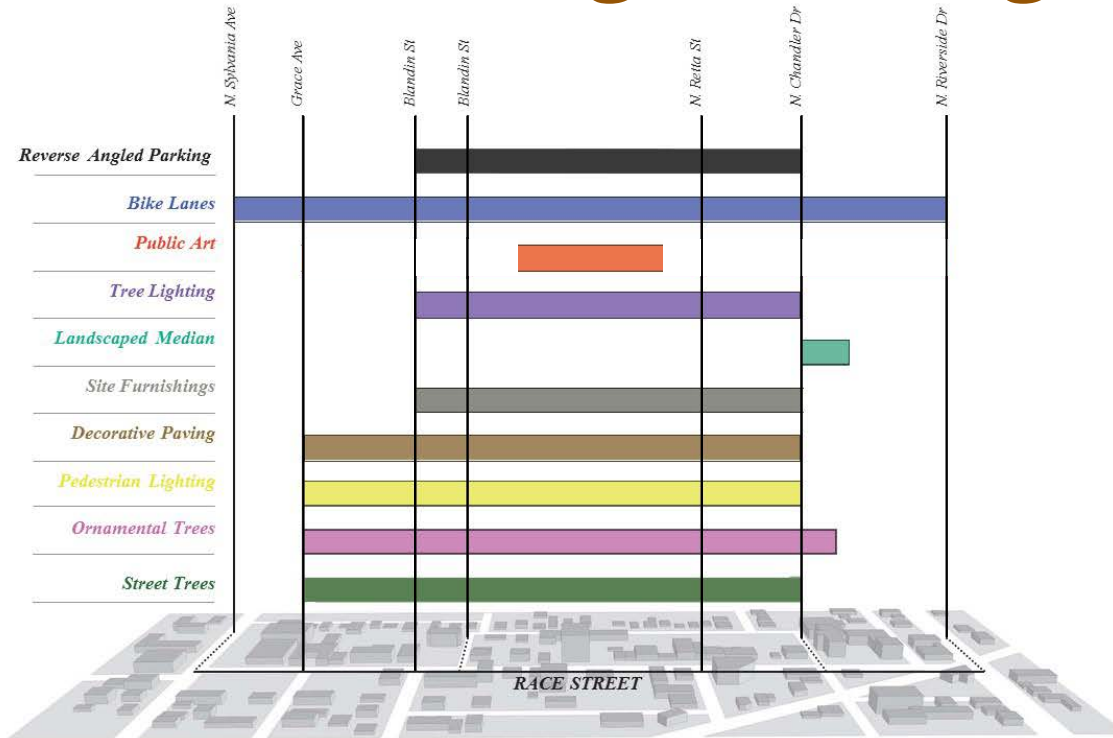 N. Sylvania Ave
Grace Ave
Blandin St
Blandin St
N. Retta St
N. Chandler Dr
N. Riverside Dr
Reverse Angled Parking
Bike Lanes
Public Art
Tree Lighting
Landscaped Median
Site Furnishings
Decorative Paving
Pedestrian Lighting
Ornamental Trees
Street Trees
RACE STREET